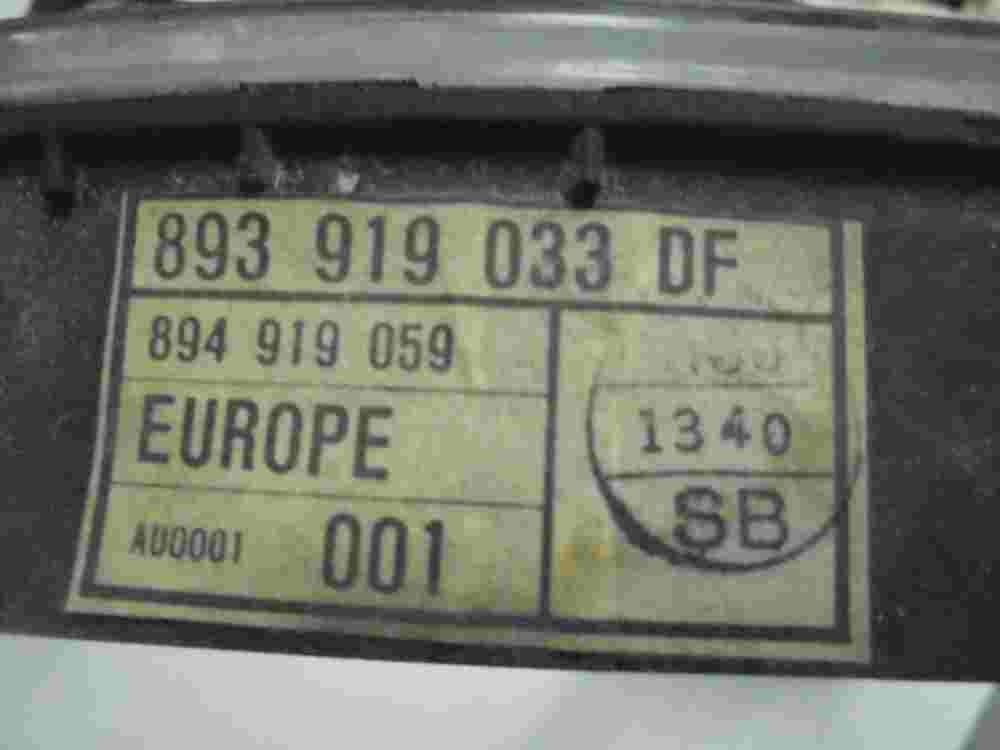 893 919 033 DF
894 919 059
EUROPE
AU0001 001
1340
SB